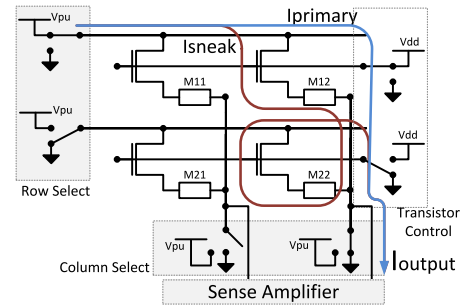 Vpu
Iprimary
Isneak
Vdd
M11
M12
Vpu
Vdd
M21
M22
Row Select
Transistor
Control
Vpu
Vpu
Column Select
Ioutput
Sense Amplifier